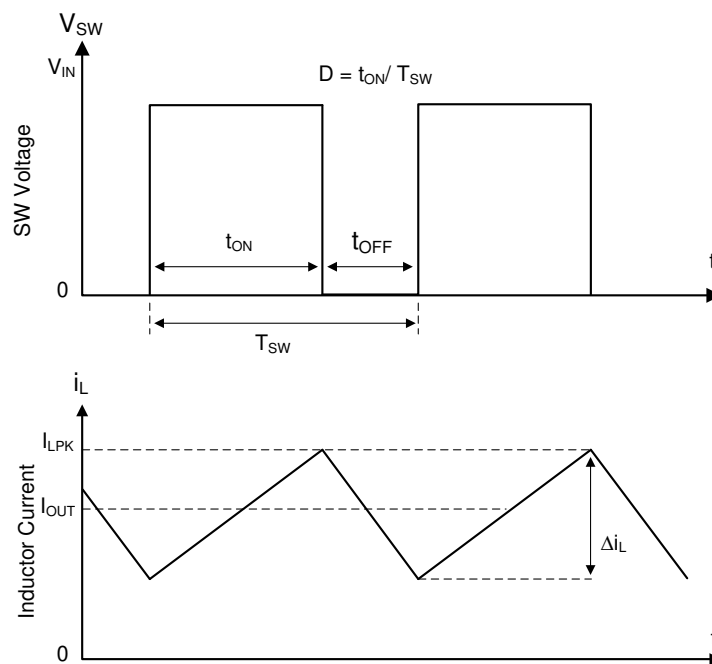 V_SW
V_IN
D = t_ON/ T_SW
SW Voltage
t_ON
t_OFF
t
0
T_SW
i_L
I_LPK
I_OUT
Inductor Current
Δi_L
0